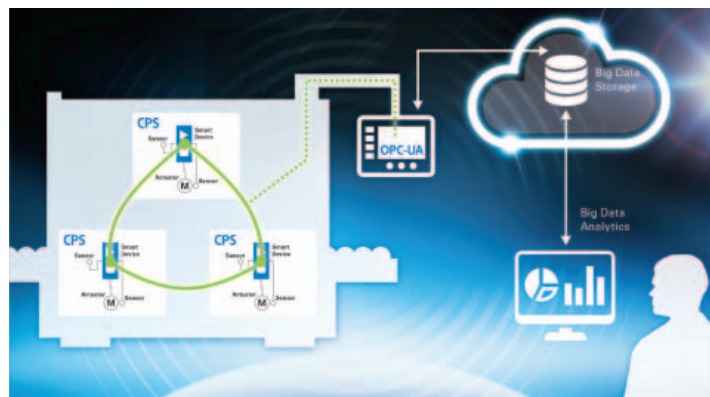 CPS
Smart
Device
Sensor
Actuator
M
Sensor
CPS
Smart
Device
Sensor
Actuator
M
Sensor
CPS
Smart
Device
Sensor
Actuator
M
Sensor
OPC-UA
Big Data
Storage
Big Data
Analytics